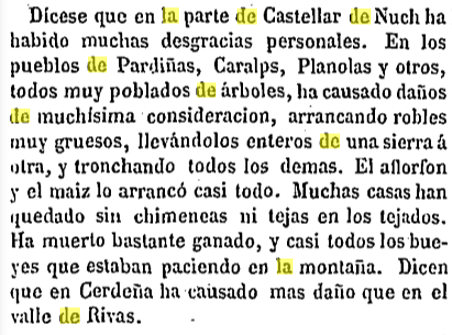 Dícese que en la parte de Castellar de Nuch ha
habido muchas desgracias personales. En los
pueblos de Pardiñas, Caralps, Planolas y otros,
todos muy poblados de árboles, ha causado daños
de muchísima consideracion, arrancando robles
muy gruesos, llevándolos enteros de una sierra á
otra, y tronchando todos los demas. El aflorfon
y el maiz lo arrancó casi todo. Muchas casas han
quedado sin chimeneas ni tejas en los tejados.
Ha muerto bastante ganado, y casi todos los bue-
yes que estaban paciendo en la montaña. Dicen
que en Cerdeña ha causado mas daño que en el
valle de Rivas.